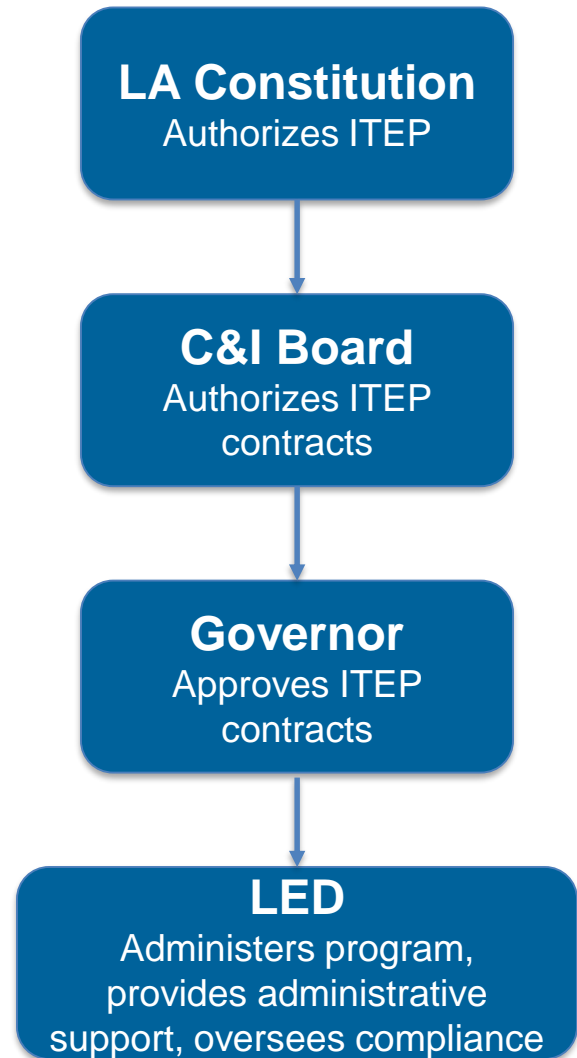 LA Constitution
Authorizes ITEP
C&I Board
Authorizes ITEP
contracts
Governor
Approves ITEP
contracts
LED
Administers program,
provides administrative
support, oversees compliance